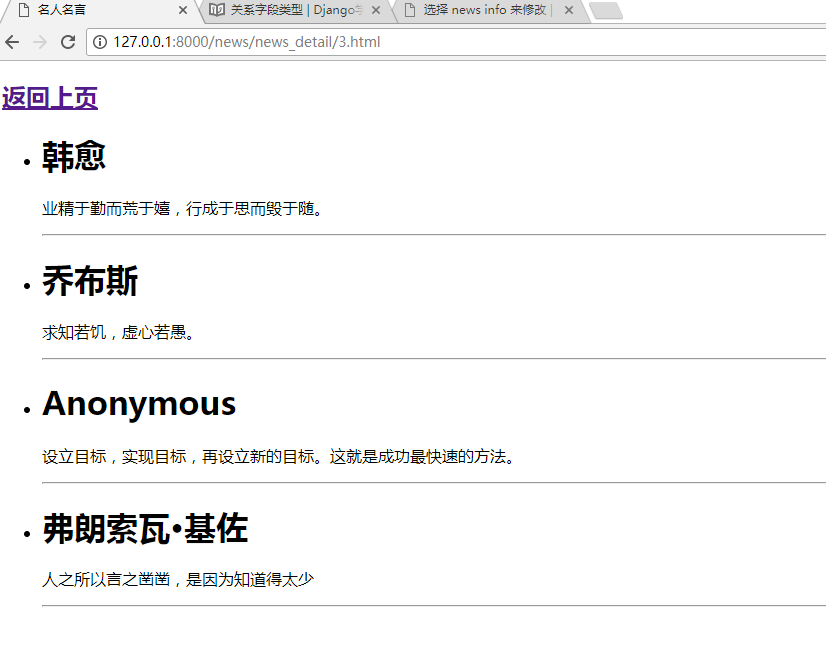 名人名言
关系字段类型 | Django
选择 news info 来修改 |
127.0.0.1:8000/news/news_detail/3.html
返回上页
韩愈
业精于勤而荒于嬉，行成于思而毁于随。
乔布斯
求知若饥，虚心若愚。
Anonymous
设立目标，实现目标，再设立新的目标。这就是成功最快速的方法。
弗朗索瓦•基佐
人之所以言之凿凿，是因为知道得太少